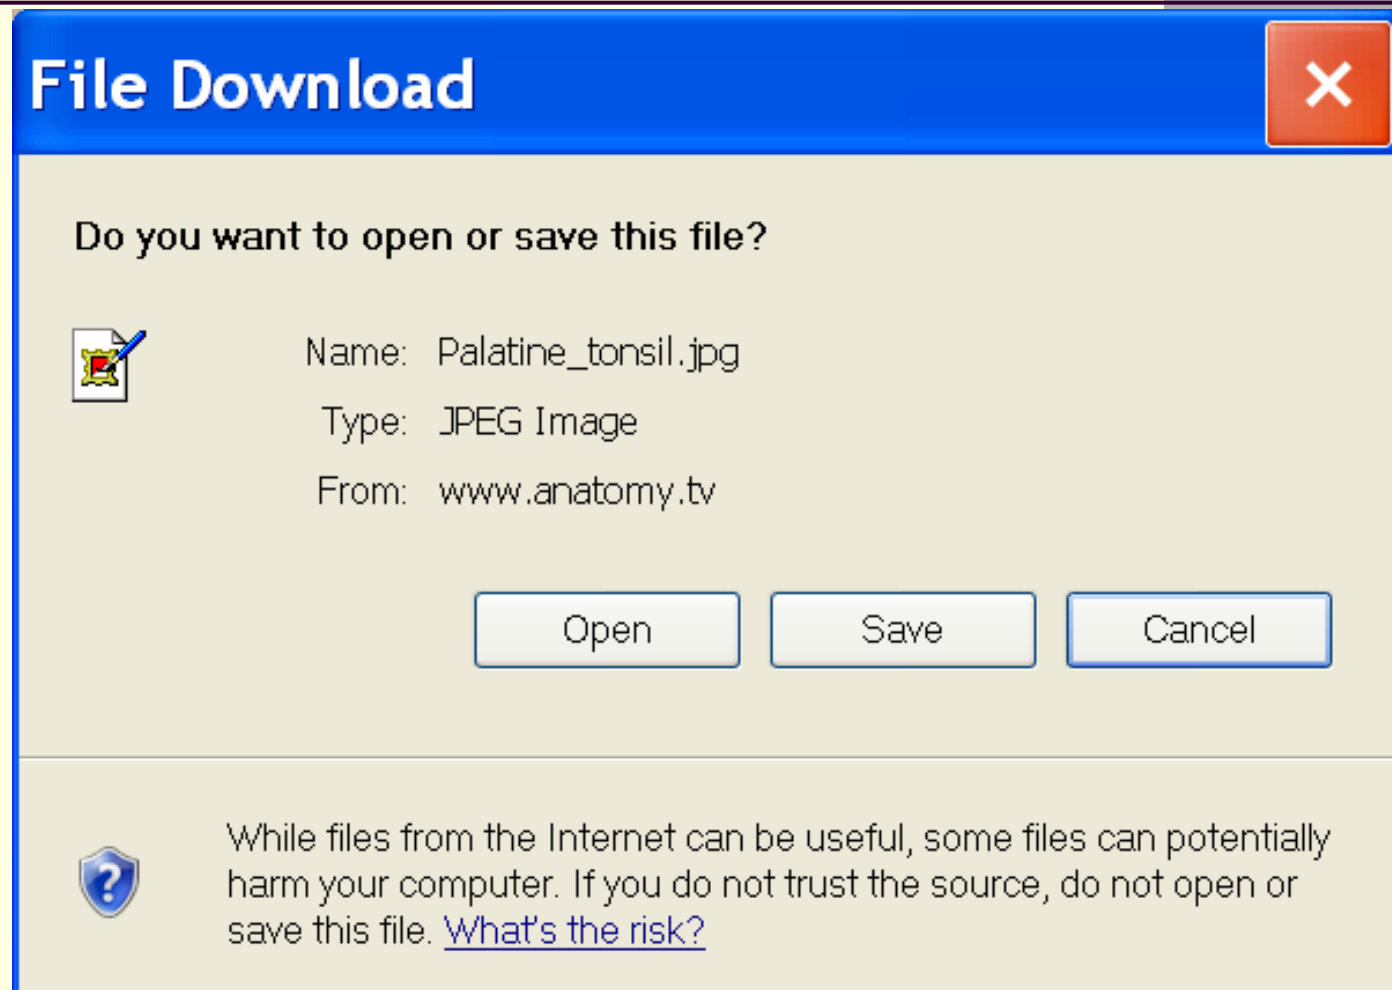 File Download
Do you want to open or save this file?
Name: Palatine_tonsil.jpg
Type: JPEG Image
From: www.anatomy.tv
Open Save Cancel
While files from the Internet can be useful, some files can potentially
harm your computer. If you do not trust the source, do not open or
save this file. What's the risk?